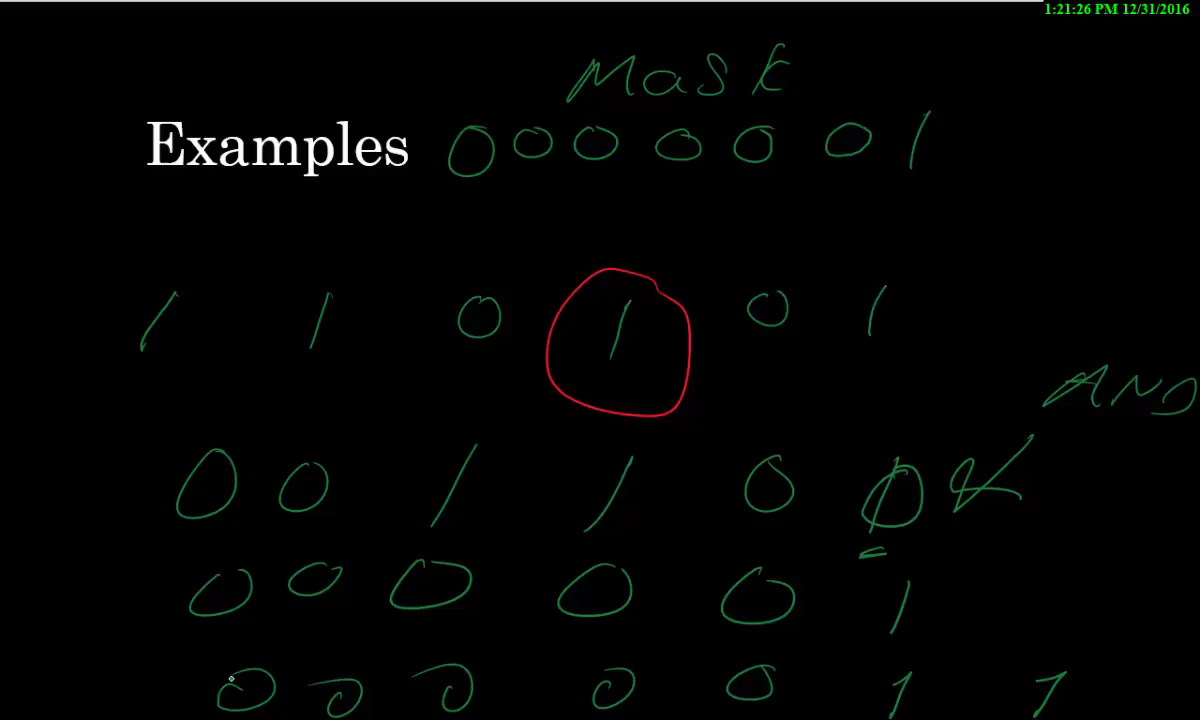 1:21:26 PM 12/31/2016
Mask
Examples 0 0 0 0 0 0 1
1 1 0 1 0 1
AND
0 0 1 1 0 &
0 0 0 0 0 1
0 0 0 0 0 1 1